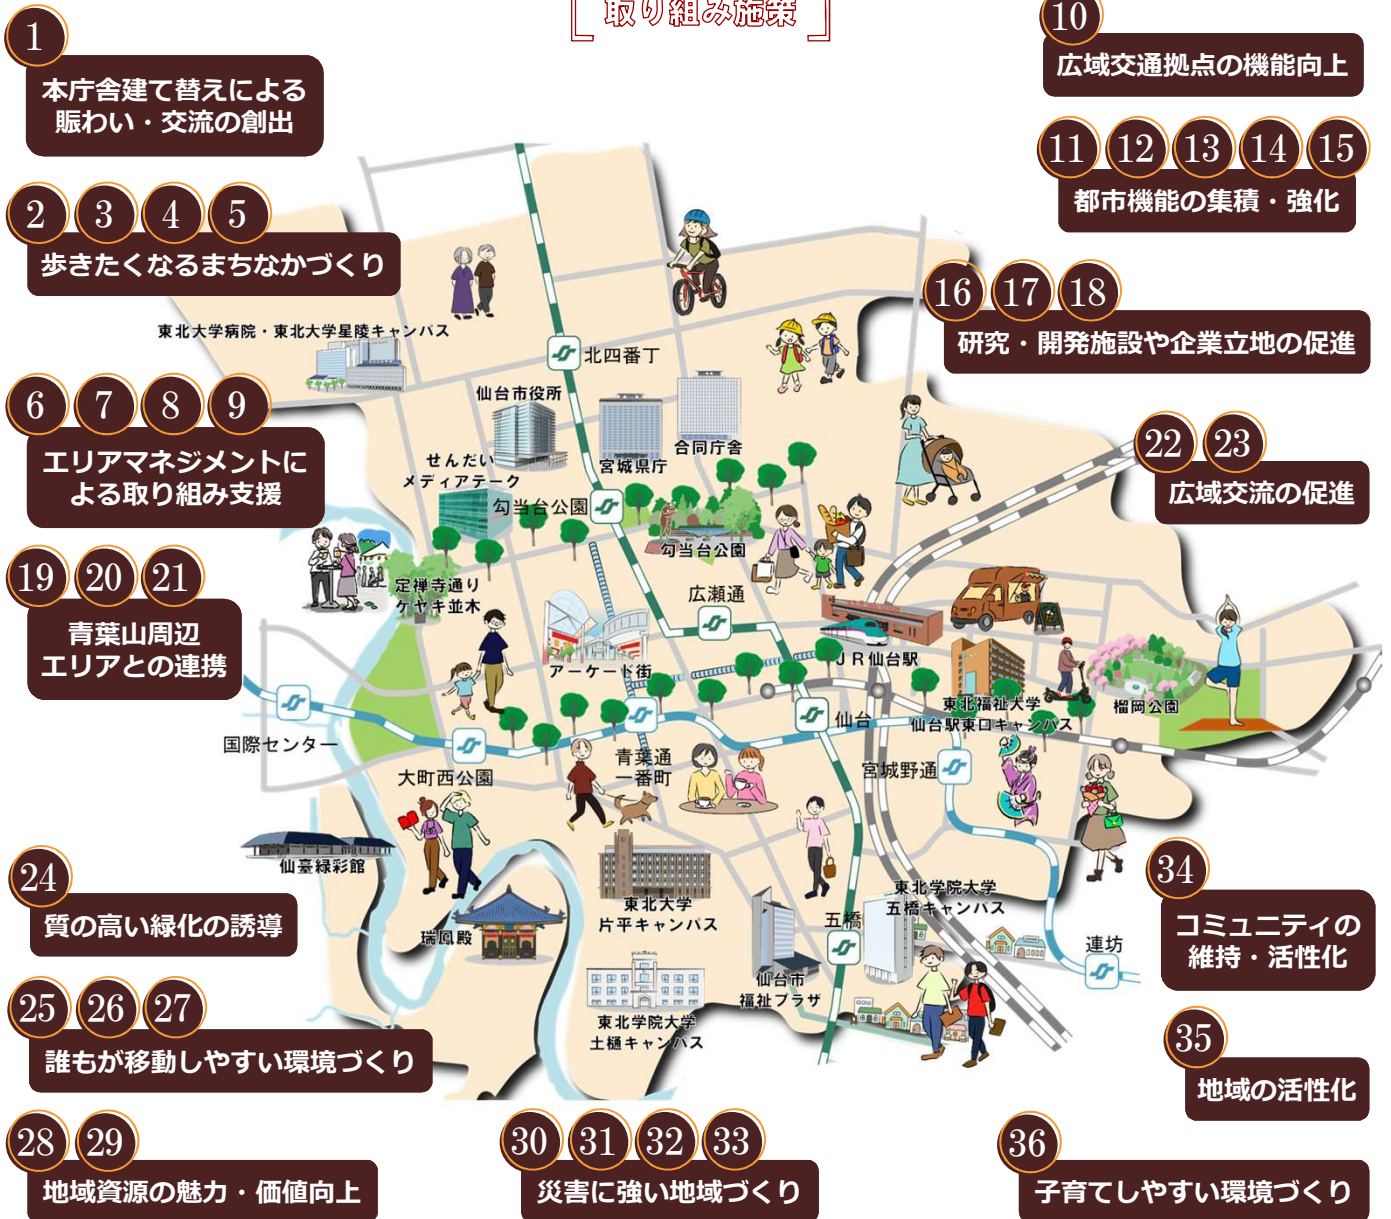 取り組み施策
1
本庁舎建て替えによる
賑わい・交流の創出
2 3 4 5
歩きたくなるまちなかづくり
6 7 8 9
エリアマネジメントに
よる取り組み支援
19 20 21
青葉山周辺
エリアとの連携
24
質の高い緑化の誘導
25 26 27
誰もが移動しやすい環境づくり
28 29
地域資源の魅力・価値向上
30 31 32 33
災害に強い地域づくり
10
広域交通拠点の機能向上
11 12 13 14 15
都市機能の集積・強化
16 17 18
研究・開発施設や企業立地の促進
22 23
広域交流の促進
34
コミュニティの
維持・活性化
35
地域の活性化
36
子育てしやすい環境づくり
東北大学病院・東北大学星陵キャンパス
北四番丁
仙台市役所
宮城県庁
合同庁舎
せんだい
メディアテーク
勾当台公園
勾当台公園
定禅寺通り
ケヤキ並木
広瀬通
アーケード街
JR仙台駅
東北福祉大学
仙台駅東口キャンパス
榴岡公園
国際センター
大町西公園
青葉通
一番町
仙台
宮城野通
仙臺緑彩館
瑞鳳殿
東北大学
片平キャンパス
東北学院大学
土樋キャンパス
仙台市
福祉プラザ
五橋
東北学院大学
五橋キャンパス
連坊